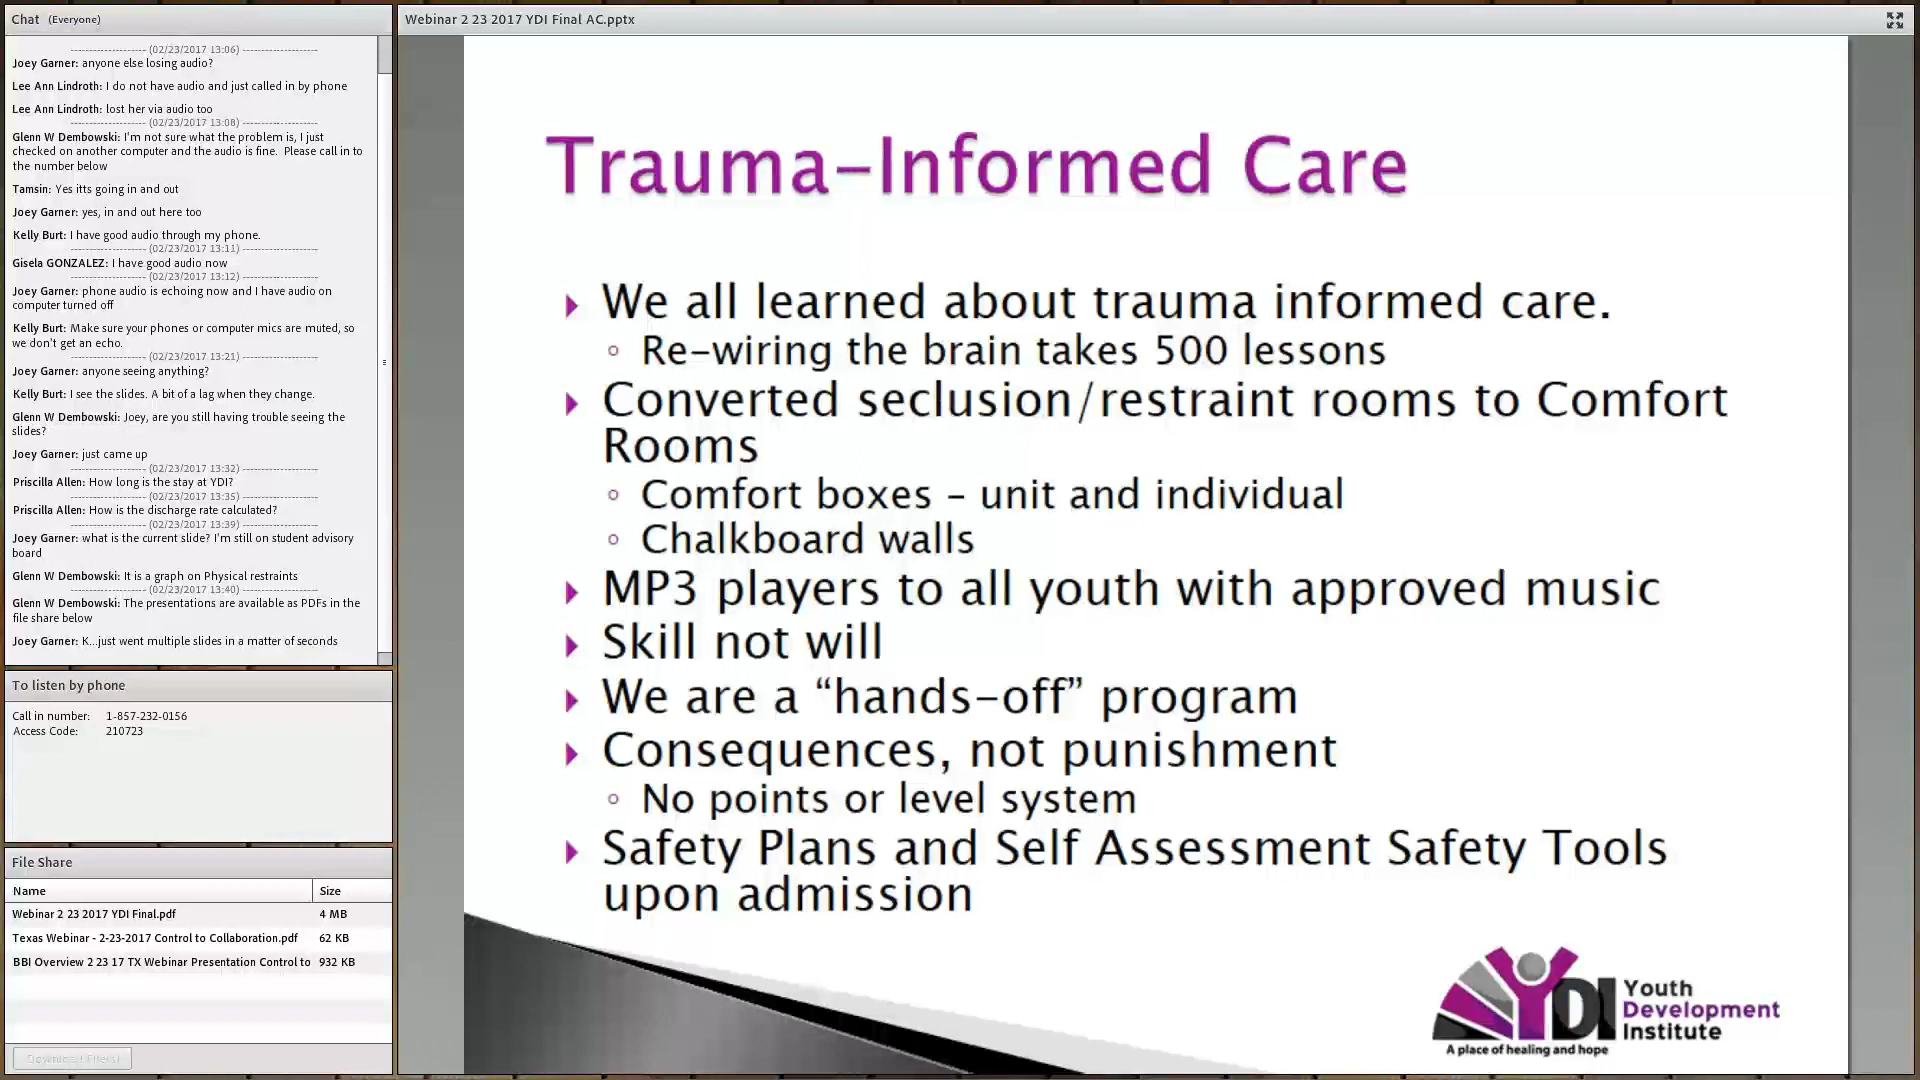 Chat (Everyone)
-------------------- (02/23/2017 13:06) --------------------
Joey Garner: anyone else losing audio?
Lee Ann Lindroth: I do not have audio and just called in by phone
Lee Ann Lindroth: lost her via audio too
-------------------- (02/23/2017 13:08) --------------------
Glenn W Dembowski: I'm not sure what the problem is, I just
checked on another computer and the audio is fine.  Please call in to
the number below
Tamsin: Yes itts going in and out
Joey Garner: yes, in and out here too
Kelly Burt: I have good audio through my phone.
-------------------- (02/23/2017 13:11) --------------------
Gisela GONZALEZ: I have good audio now
-------------------- (02/23/2017 13:12) --------------------
Joey Garner: phone audio is echoing now and I have audio on
computer turned off
Kelly Burt: Make sure your phones or computer mics are muted, so
we don't get an echo.
-------------------- (02/23/2017 13:21) --------------------
Joey Garner: anyone seeing anything?
Kelly Burt: I see the slides. A bit of a lag when they change.
Glenn W Dembowski: Joey, are you still having trouble seeing the
slides?
Joey Garner: just came up
-------------------- (02/23/2017 13:32) --------------------
Priscilla Allen: How long is the stay at YDI?
-------------------- (02/23/2017 13:35) --------------------
Priscilla Allen: How is the discharge rate calculated?
-------------------- (02/23/2017 13:39) --------------------
Joey Garner: what is the current slide? I'm still on student advisory
board
Glenn W Dembowski: It is a graph on Physical restraints
-------------------- (02/23/2017 13:40) --------------------
Glenn W Dembowski: The presentations are available as PDFs in the
file share below
Joey Garner: K...just went multiple slides in a matter of seconds
To listen by phone
Call in number: 1-857-232-0156
Access Code: 210723
File Share
Name Size
Webinar 2 23 2017 YDI Final.pdf 4 MB
Texas Webinar - 2-23-2017 Control to Collaboration.pdf 62 KB
BBI Overview 2 23 17 TX Webinar Presentation Control to 932 KB
Download File(s)
Webinar 2 23 2017 YDI Final AC.pptx
Trauma-Informed Care
We all learned about trauma informed care.
Re-wiring the brain takes 500 lessons
Converted seclusion/restraint rooms to Comfort
Rooms
Comfort boxes – unit and individual
Chalkboard walls
MP3 players to all youth with approved music
Skill not will
We are a “hands-off” program
Consequences, not punishment
No points or level system
Safety Plans and Self Assessment Safety Tools
upon admission
YDI
Youth
Development
Institute
A place of healing and hope